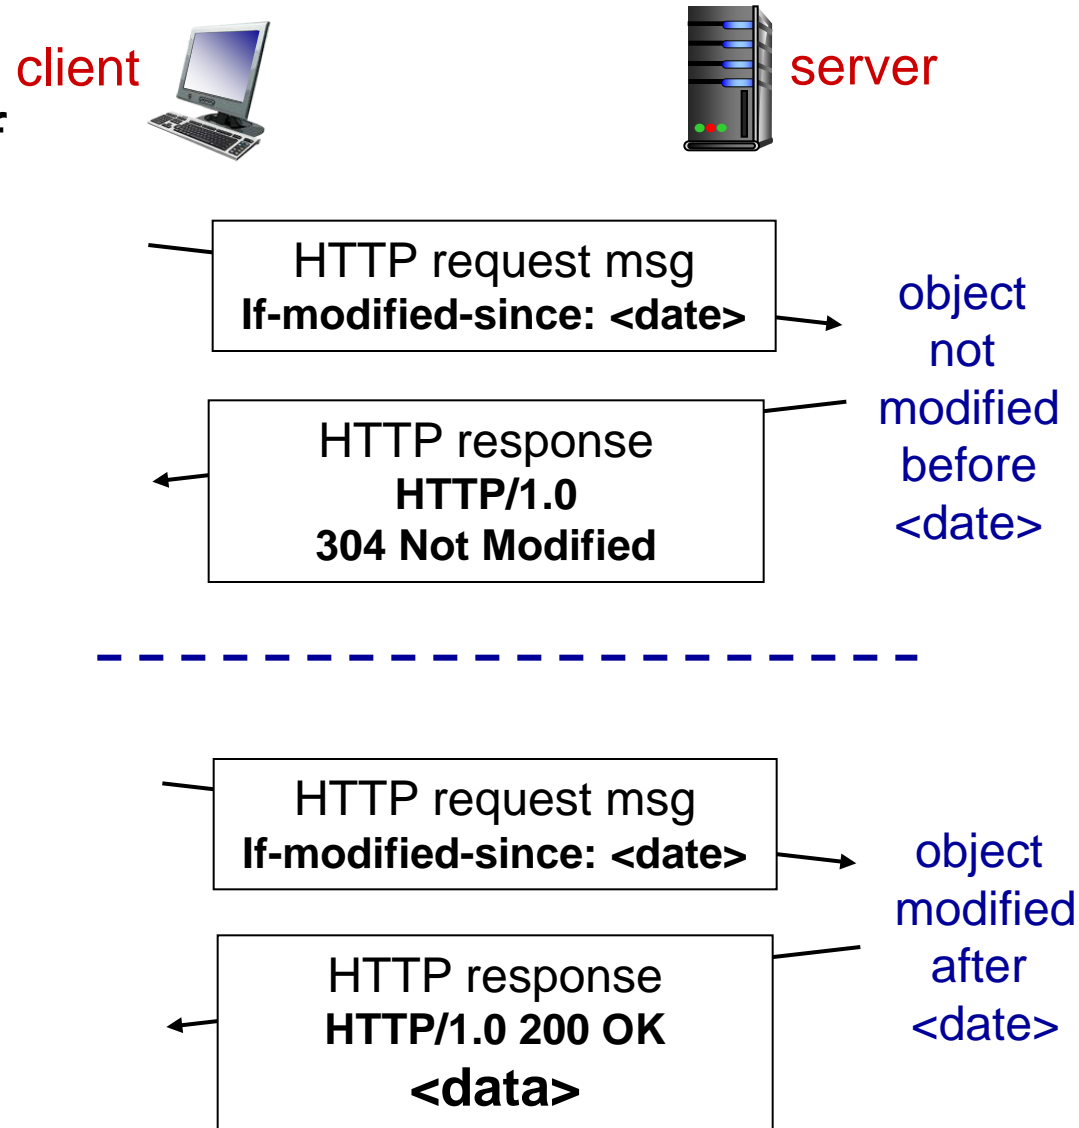 client
server
f
HTTP request msg
If-modified-since: <date>
object
not
modified
before
<date>
HTTP response
HTTP/1.0
304 Not Modified
HTTP request msg
If-modified-since: <date>
object
modified
after
<date>
HTTP response
HTTP/1.0 200 OK
<data>